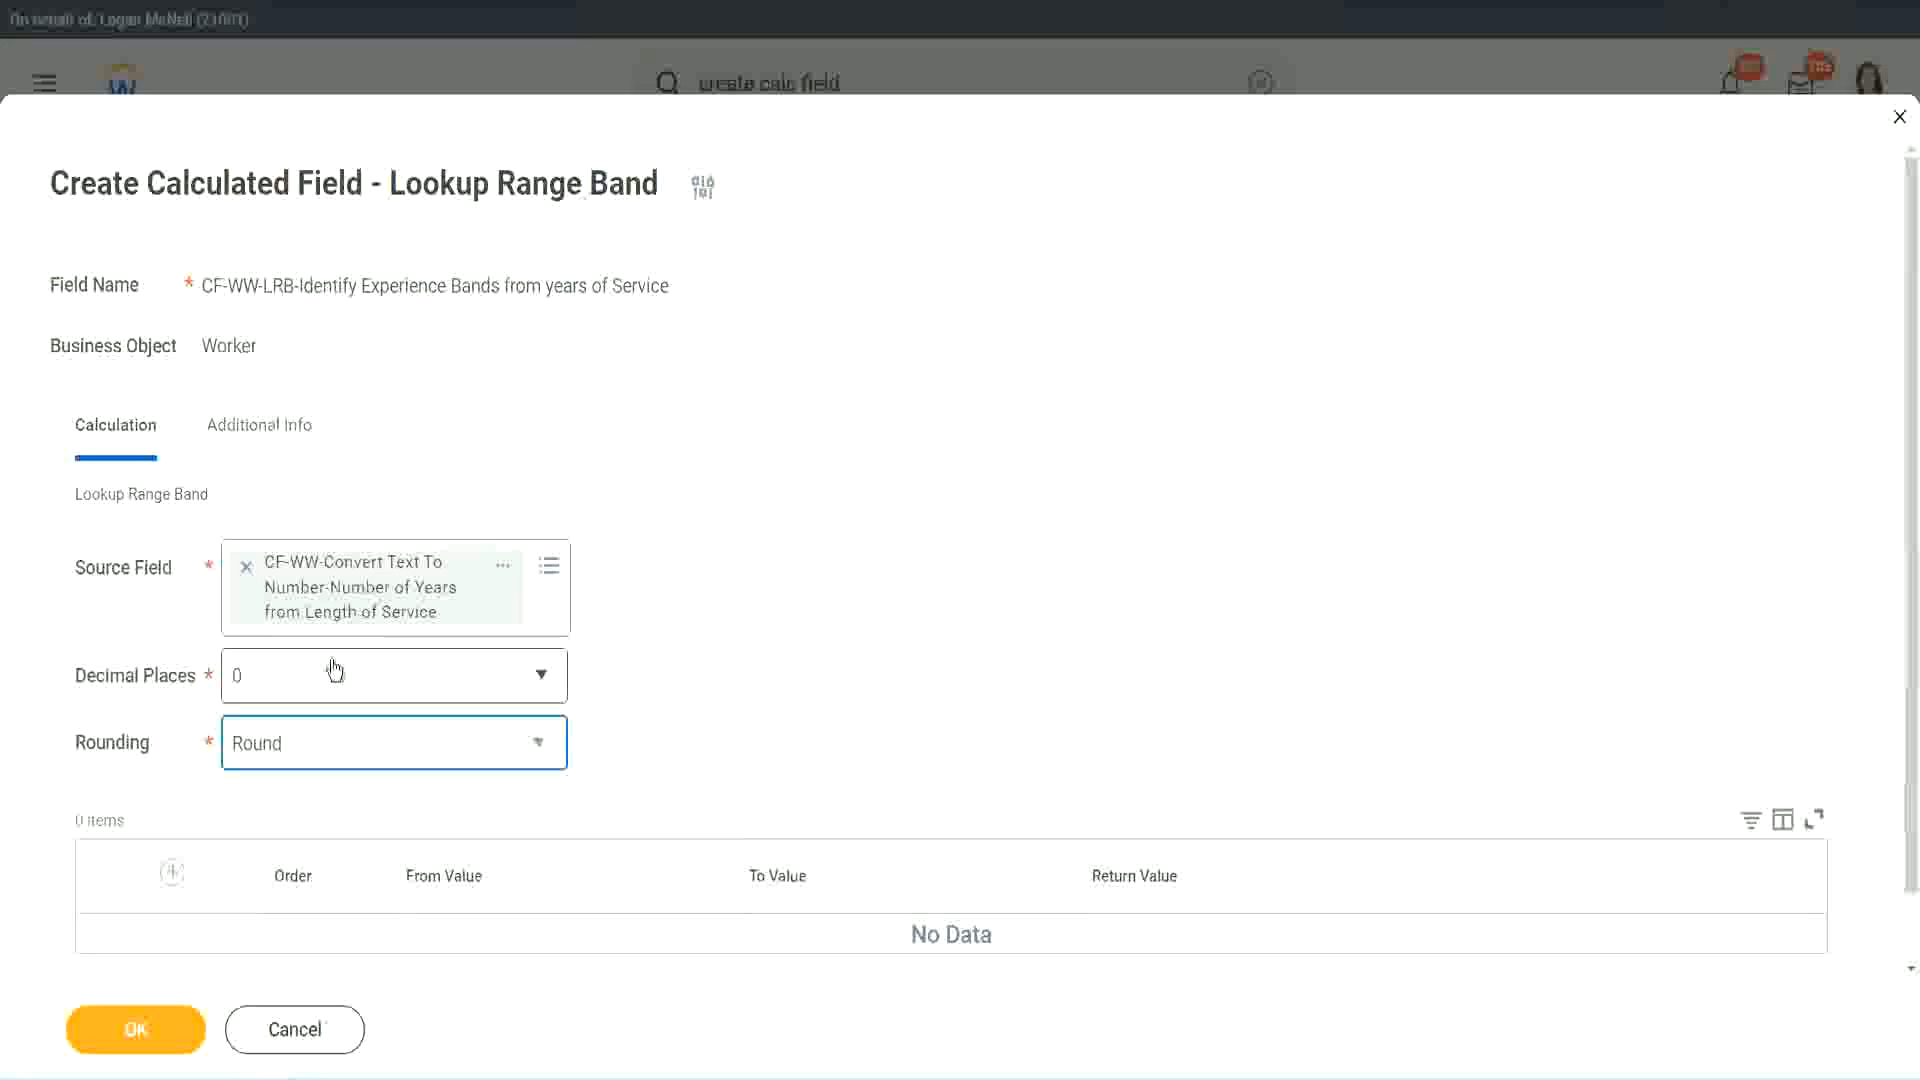 On behalf of: Logan McNeil (21001)
create calc field
Create Calculated Field - Lookup Range Band
Field Name * CF-WW-LRB-Identify Experience Bands from years of Service
Business Object Worker
Calculation Additional Info
Lookup Range Band
Source Field * CF-WW-Convert Text To
Number-Number of Years
from Length of Service
Decimal Places * 0
Rounding * Round
0 items
Order From Value To Value Return Value
No Data
OK Cancel